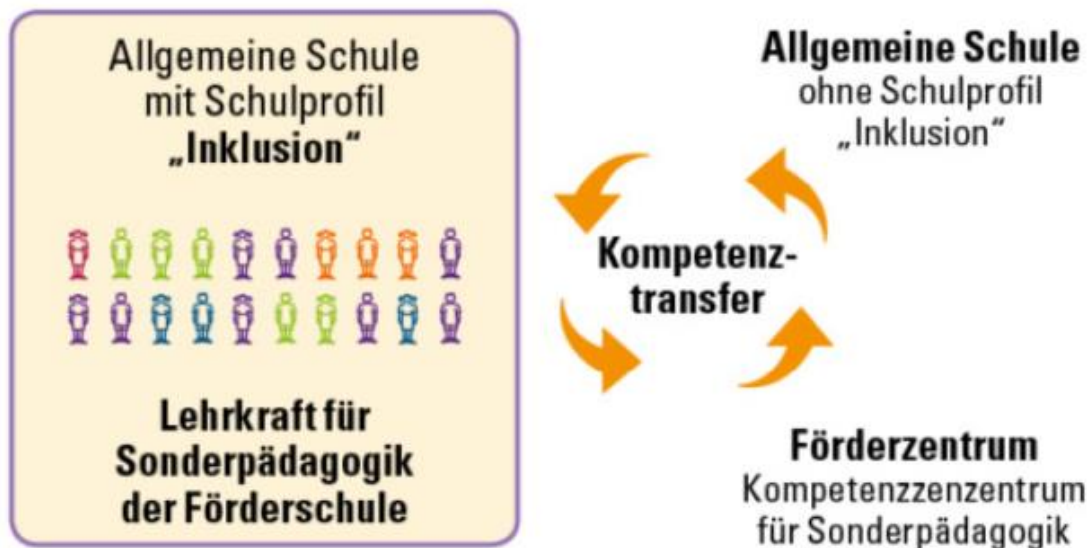 Allgemeine Schule
mit Schulprofil
„Inklusion“
Lehrkraft für
Sonderpädagogik
der Förderschule
Kompetenz-
transfer
Allgemeine Schule
ohne Schulprofil
„Inklusion“
Förderzentrum
Kompetenzzenzentrum
für Sonderpädagogik